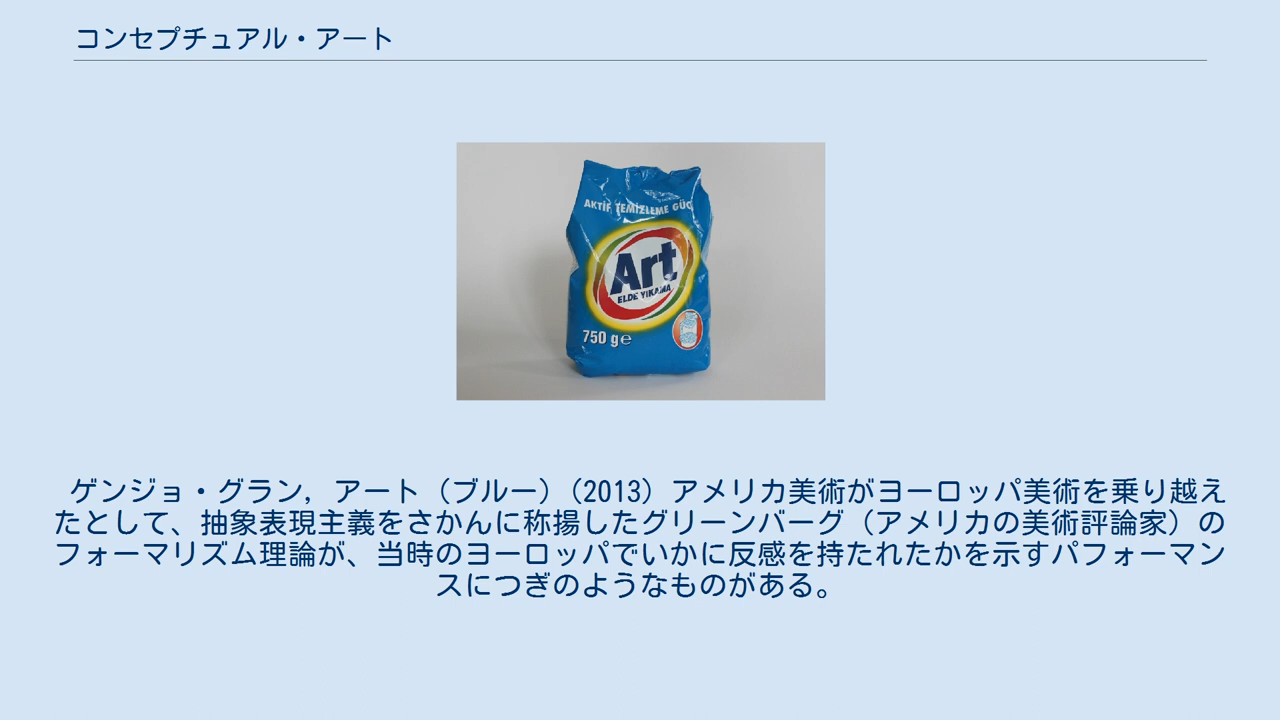 コンセプチュアル・アート
AKTİF TEMİZLEME GÜCÜ
Art
ELDE YIKAMA
750 g℮
ゲンジョ・グラン，アート（ブルー）（2013）アメリカ美術がヨーロッパ美術を乗り越え
たとして、抽象表現主義をさかんに称揚したグリーンバーグ（アメリカの美術評論家）の
フォーマリズム理論が、当時のヨーロッパでいかに反感を持たれたかを示すパフォーマン
スにつぎのようなものがある。